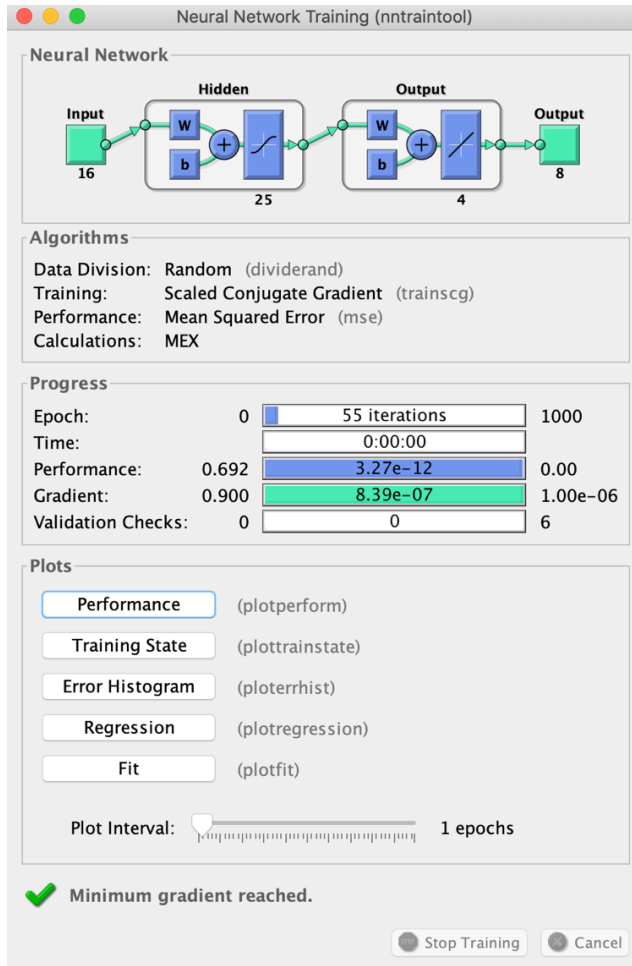 Neural Network Training (nntraintool)
Neural Network
Hidden Output
Input Output
W W
b b
16 8
25 4
Algorithms
Data Division: Random (dividerand)
Training: Scaled Conjugate Gradient (trainscg)
Performance: Mean Squared Error (mse)
Calculations: MEX
Progress
Epoch: 0 55 iterations 1000
Time: 0:00:00
Performance: 0.692 3.27e-12 0.00
Gradient: 0.900 8.39e-07 1.00e-06
Validation Checks: 0 0 6
Plots
Performance (plotperform)
Training State (plottrainstate)
Error Histogram (ploterrhist)
Regression (plotregression)
Fit (plotfit)
Plot Interval: 1 epochs
Minimum gradient reached.
Stop Training Cancel